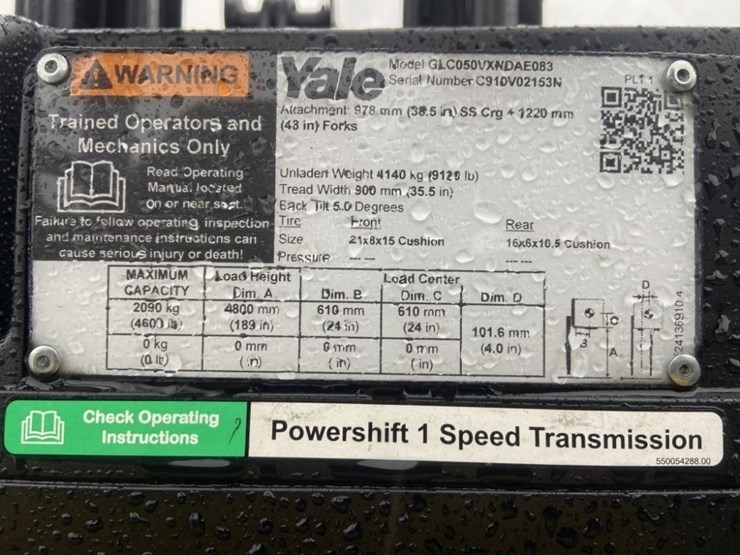 WARNING
Trained Operators and
Mechanics Only
Read Operating
Manual located
on or near seat.
Failure to follow operating, inspection
and maintenance instructions can
cause serious injury or death!
Yale
Model GLC050VXNDAE083
Serial Number C910V02153N
PLT 1
Attachment 978 mm (38.5 in) SS Crg + 1220 mm
(48 in) Forks
Unladen Weight 4140 kg (9128 lb)
Tread Width 900 mm (35.5 in)
Back Tilt 5.0 Degrees
Tire Front Rear
Size 21x8x15 Cushion 16x6x10.5 Cushion
Pressure --- --- --- ---
MAXIMUM CAPACITY Load Height Load Center
Dim. A Dim. B Dim. C Dim. D
2090 kg 4800 mm 610 mm 610 mm
(4600 lb) (189 in) (24 in) (24 in)
101.6 mm
(4.0 in)
0 kg 0 mm 0 mm 0 mm
(0 lb) (in) (in) (in)
B A C D
24136910.4
Check Operating
Instructions
Powershift 1 Speed Transmission
550054288.00